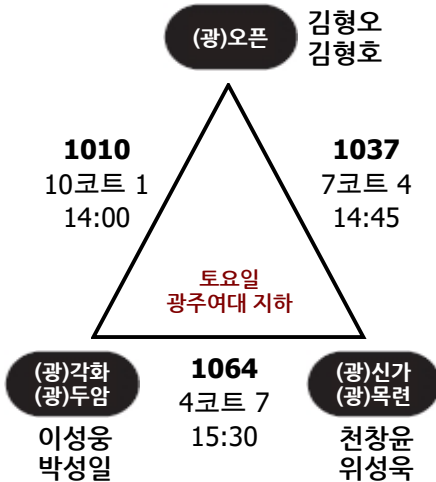 (광)오픈
김형오
김형호
1010
10코트 1
14:00
1037
7코트 4
14:45
토요일
광주여대 지하
(광)각화
(광)두암
이성웅
박성일
1064
4코트 7
15:30
(광)신가
(광)목련
천창윤
위성욱